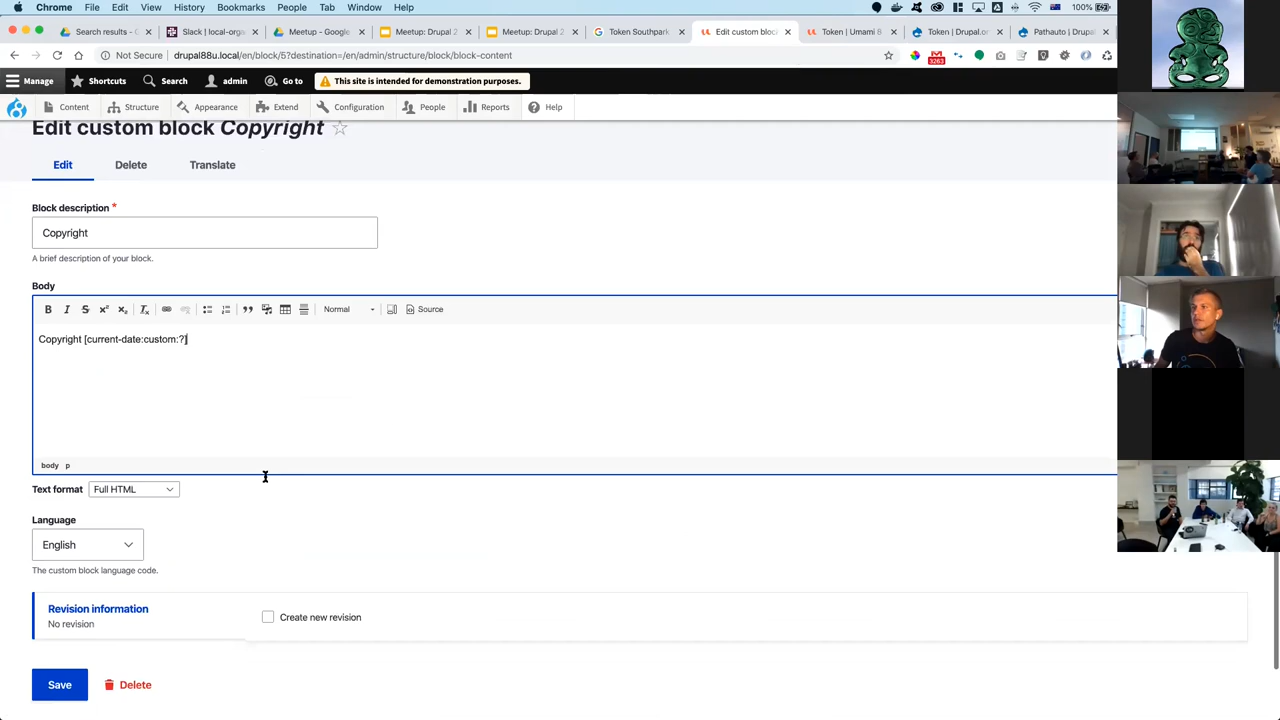 Chrome File Edit View History Bookmarks People Tab Window Help 100%
Search results - C
Slack | local-orga
Meetup - Google
Meetup: Drupal 2
Meetup: Drupal 2
Token Southpark
Edit custom block
Token | Umami 8
Token | Drupal.or
Pathauto | Drupal
Not Secure drupal88u.local/en/block/5?destination=/en/admin/structure/block/block-content
3263
Manage Shortcuts Search admin Go to This site is intended for demonstration purposes.
Content Structure Appearance Extend Configuration People Reports Help
Edit custom block Copyright
Edit Delete Translate
Block description *
Copyright
A brief description of your block.
Body
Normal Source
Copyright [current-date:custom:?]
body p
Text format Full HTML
Language
English
The custom block language code.
Revision information
No revision
Create new revision
Save Delete